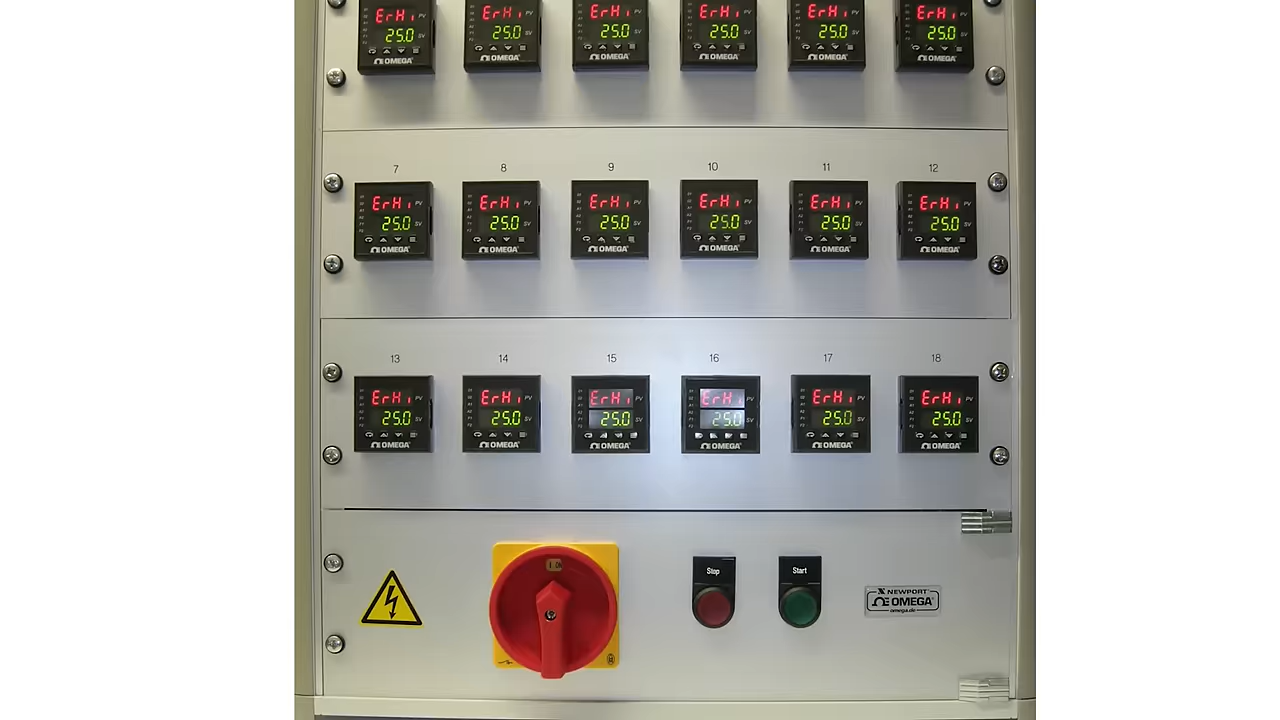 ErHi PV ErHi PV ErHi PV ErHi PV ErHi PV ErHi PV
25.0 SV 25.0 SV 25.0 SV 25.0 SV 25.0 SV 25.0 SV
OMEGA OMEGA OMEGA OMEGA OMEGA OMEGA
7 8 9 10 11 12
ErHi PV ErHi PV ErHi PV ErHi PV ErHi PV ErHi PV
25.0 SV 25.0 SV 25.0 SV 25.0 SV 25.0 SV 25.0 SV
OMEGA OMEGA OMEGA OMEGA OMEGA OMEGA
13 14 15 16 17 18
ErHi PV ErHi PV ErHi PV ErHi PV ErHi PV ErHi PV
25.0 SV 25.0 SV 25.0 SV 25.0 SV 25.0 SV 25.0 SV
OMEGA OMEGA OMEGA OMEGA OMEGA OMEGA
I ON
Stop
Start
NEWPORT
OMEGA
omega.de